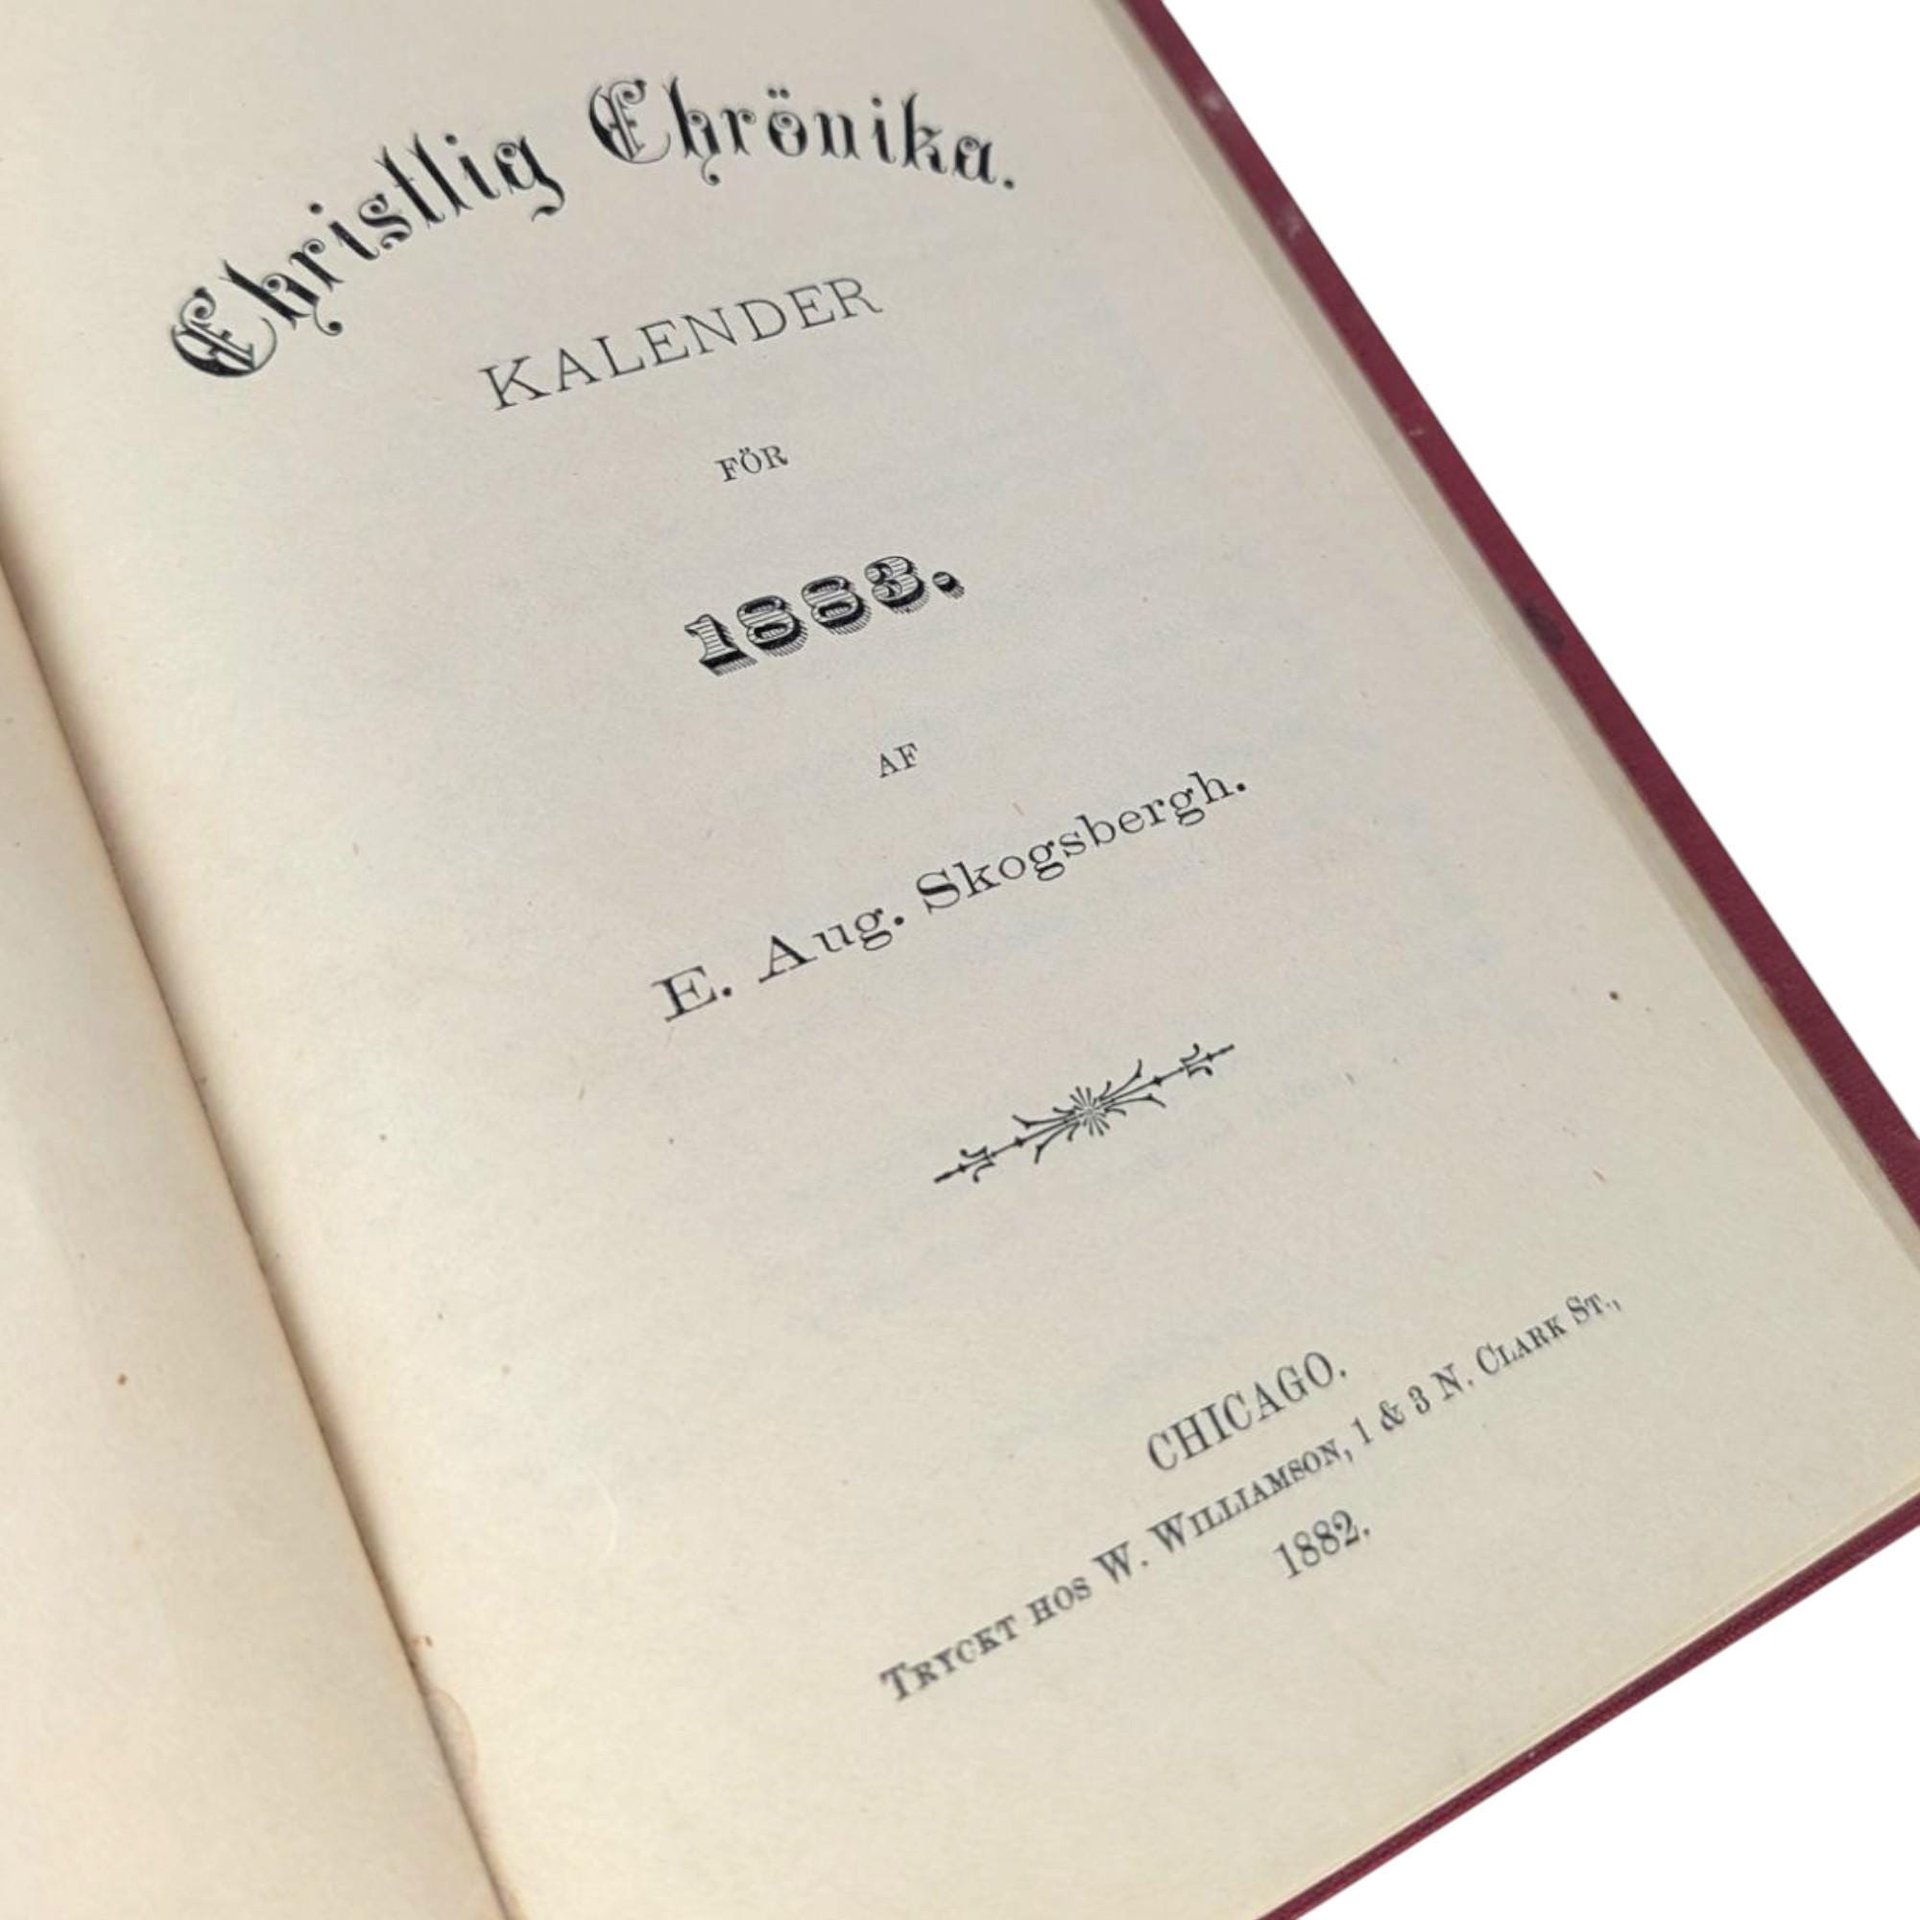 Christlig Chrönika.
KALENDER
FÖR
1883.
AF
E. Aug. Skogsbergh.
CHICAGO.
TRYCKT HOS W. WILLIAMSON, 1 & 3 N. CLARK ST.,
1882.